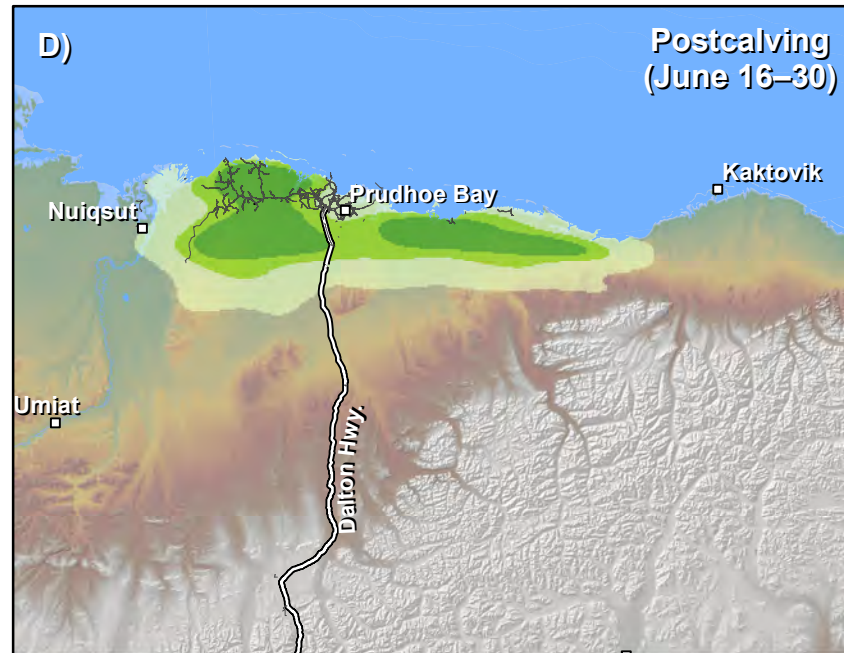 D)
Postcalving
(June 16–30)
Kaktovik
Prudhoe Bay
Nuiqsut
Umiat
Dalton Hwy.